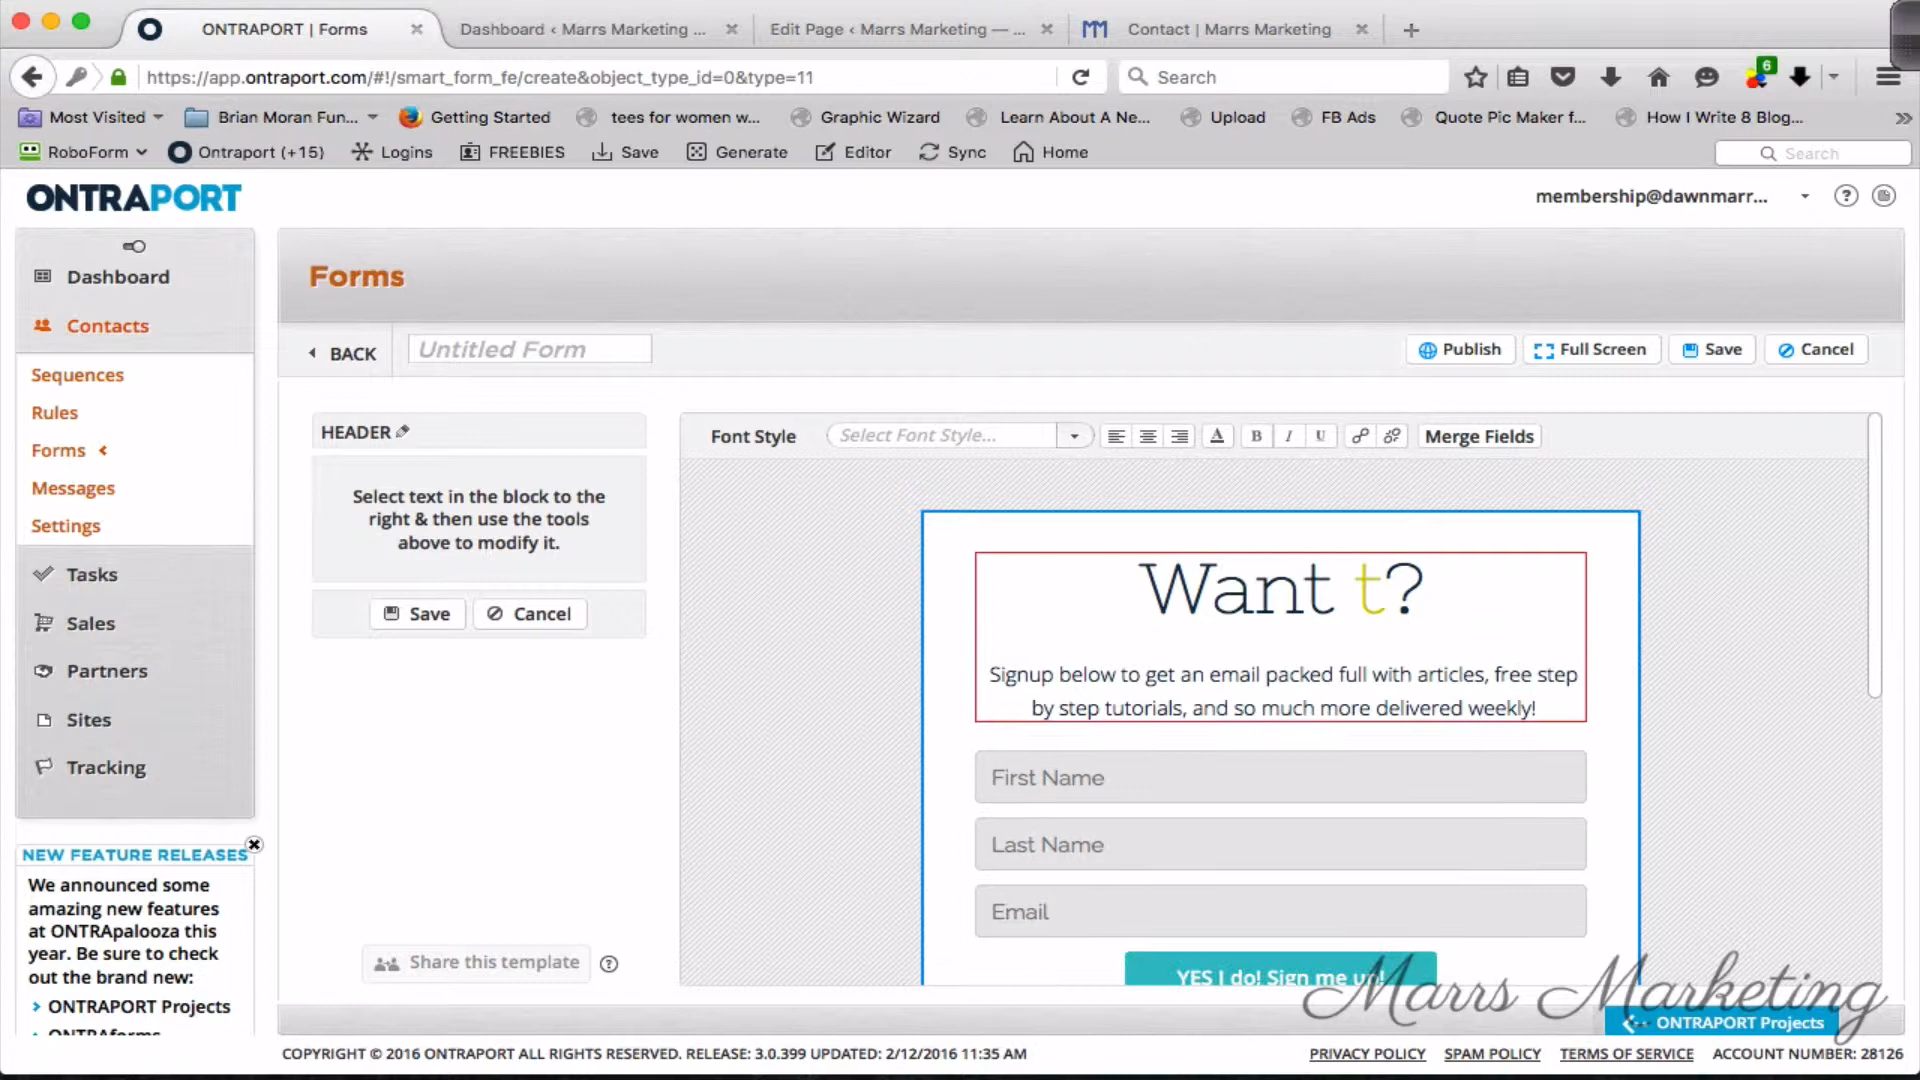 ONTRAPORT | Forms
Dashboard ‹ Marrs Marketing ...
Edit Page ‹ Marrs Marketing — ...
Contact | Marrs Marketing
https://app.ontraport.com/#!/smart_form_fe/create&object_type_id=0&type=11
Search
6
Most Visited
Brian Moran Fun...
Getting Started
tees for women w...
Graphic Wizard
Learn About A Ne...
Upload
FB Ads
Quote Pic Maker f...
How I Write 8 Blog...
RoboForm
Ontraport (+15)
Logins
FREEBIES
Save
Generate
Editor
Sync
Home
Search
ONTRAPORT
membership@dawnmarr...
Dashboard
Contacts
Sequences
Rules
Forms
Messages
Settings
Tasks
Sales
Partners
Sites
Tracking
NEW FEATURE RELEASES
We announced some
amazing new features
at ONTRApalooza this
year. Be sure to check
out the brand new:
ONTRAPORT Projects
ONTRAforms
Forms
BACK
Untitled Form
Publish
Full Screen
Save
Cancel
HEADER
Select text in the block to the
right & then use the tools
above to modify it.
Save
Cancel
Share this template
Font Style
Select Font Style...
A
B
I
U
Merge Fields
Want t?
Signup below to get an email packed full with articles, free step
by step tutorials, and so much more delivered weekly!
First Name
Last Name
Email
YES I do! Sign me up!
Marrs Marketing
ONTRAPORT Projects
COPYRIGHT © 2016 ONTRAPORT ALL RIGHTS RESERVED. RELEASE: 3.0.399 UPDATED: 2/12/2016 11:35 AM
PRIVACY POLICY
SPAM POLICY
TERMS OF SERVICE
ACCOUNT NUMBER: 28126